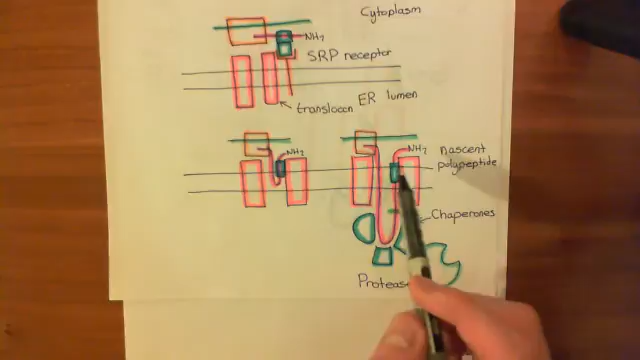 Cytoplasm
NH2
SRP receptor
ER lumen
translocon
NH2
NH2
nascent
polypeptide
Chaperones